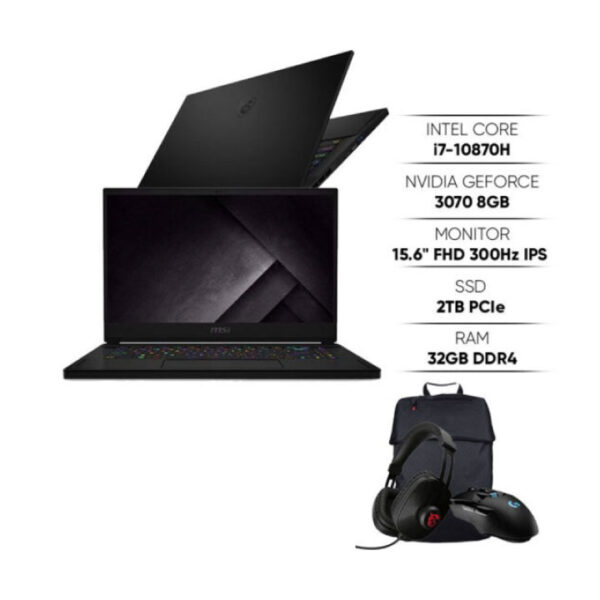 INTEL CORE
i7-10870H
NVIDIA GEFORCE
3070 8GB
MONITOR
15.6" FHD 300Hz IPS
SSD
2TB PCIe
RAM
32GB DDR4
msi